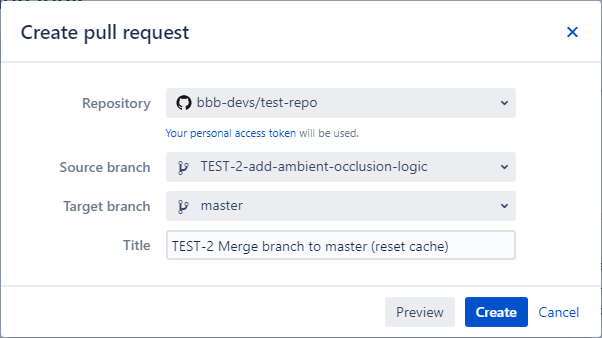 Create pull request
Repository
bbb-devs/test-repo
Your personal access token will be used.
Source branch
TEST-2-add-ambient-occlusion-logic
Target branch
master
Title
TEST-2 Merge branch to master (reset cache)
Preview
Create
Cancel